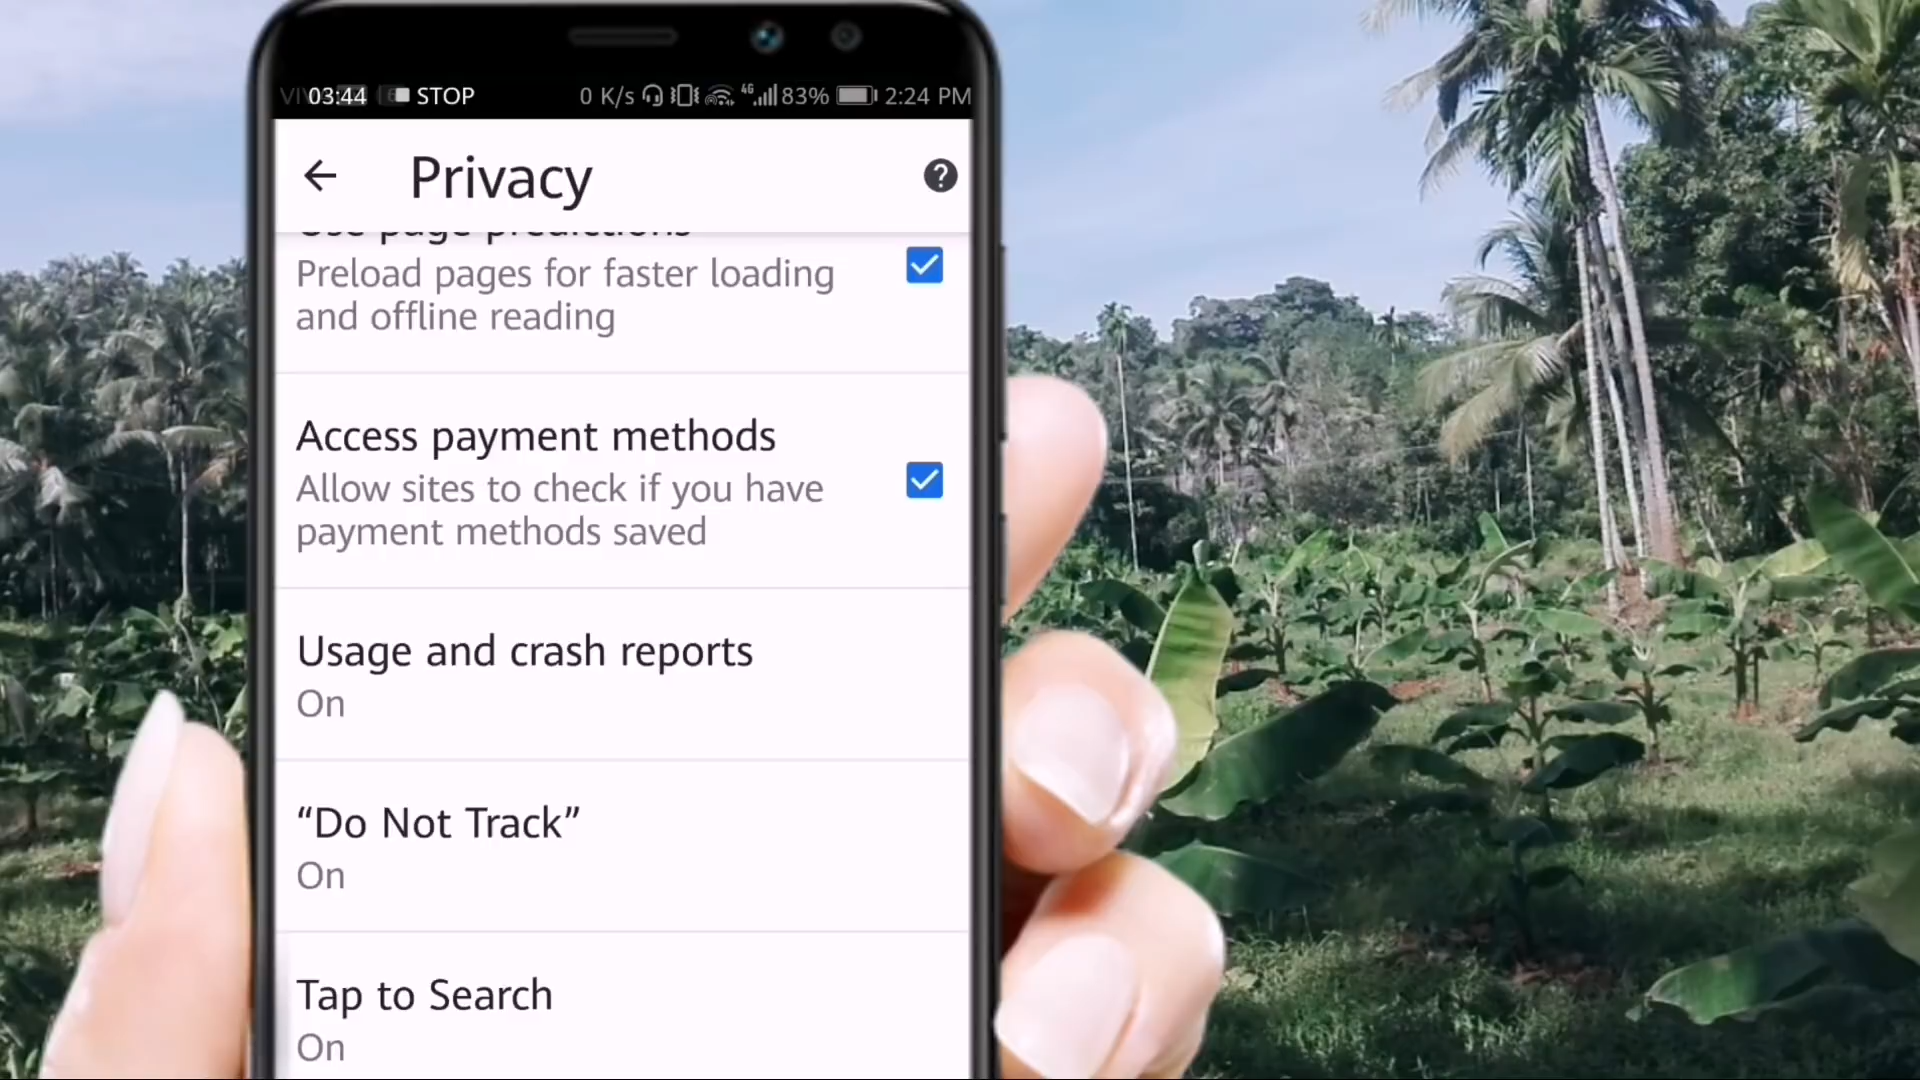 03:44 STOP 0 K/s 4G 83% 2:24 PM
Privacy
Use page predictions
Preload pages for faster loading
and offline reading
Access payment methods
Allow sites to check if you have
payment methods saved
Usage and crash reports
On
“Do Not Track”
On
Tap to Search
On